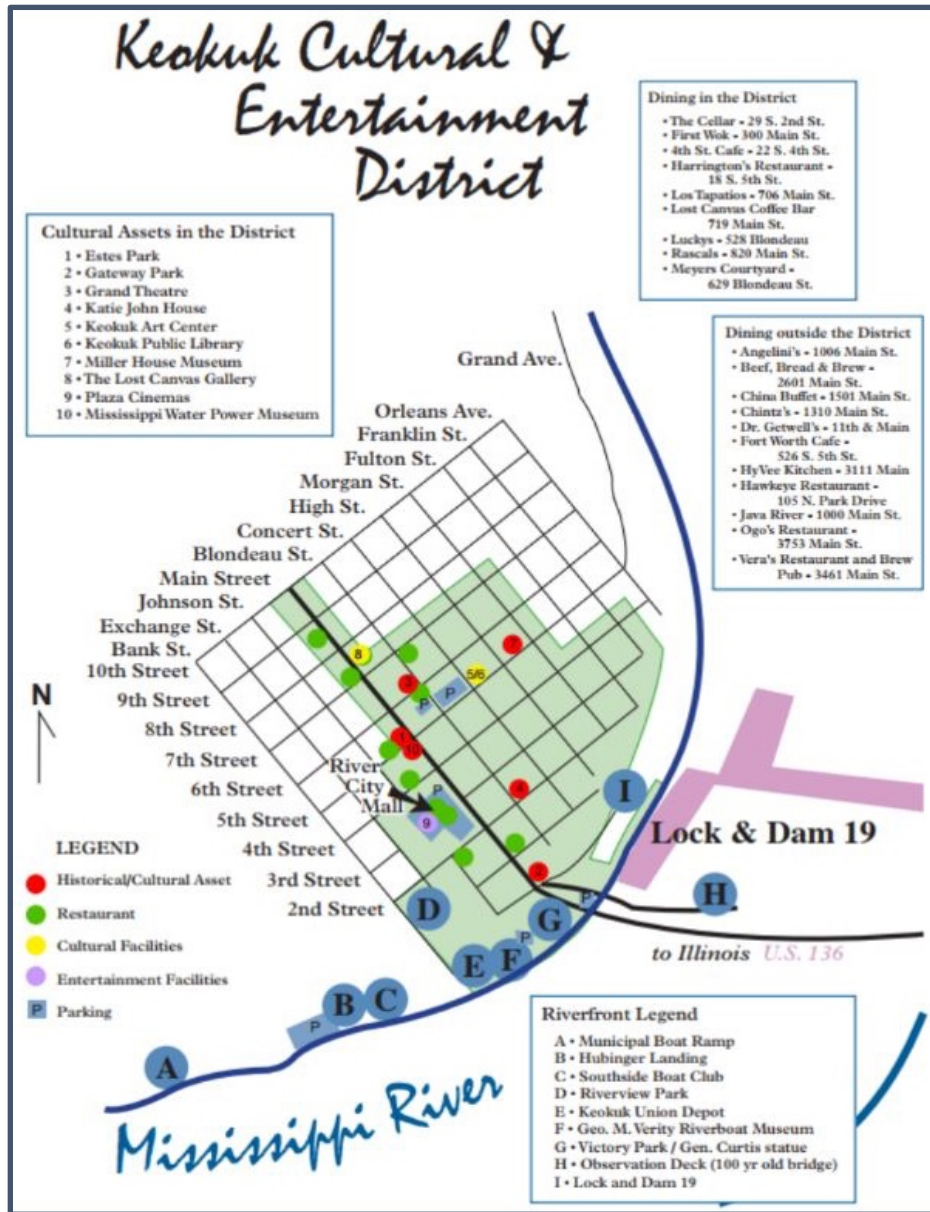 Keokuk Cultural &
Entertainment
District
Dining in the District
• The Cellar - 29 S. 2nd St.
• First Wok - 300 Main St.
• 4th St. Cafe - 22 S. 4th St.
• Harrington's Restaurant -
18 S. 5th St.
• Los Tapatios - 706 Main St.
• Lost Canvas Coffee Bar
719 Main St.
• Luckys - 528 Blondeau
• Rascals - 820 Main St.
• Meyers Courtyard -
629 Blondeau St.
Cultural Assets in the District
1 • Estes Park
2 • Gateway Park
3 • Grand Theatre
4 • Katie John House
5 • Keokuk Art Center
6 • Keokuk Public Library
7 • Miller House Museum
8 • The Lost Canvas Gallery
9 • Plaza Cinemas
10 • Mississippi Water Power Museum
Dining outside the District
• Angelini's - 1006 Main St.
• Beef, Bread & Brew -
2601 Main St.
• China Buffet - 1501 Main St.
• Chintz's - 1310 Main St.
• Dr. Getwell's - 11th & Main
• Fort Worth Cafe -
526 S. 5th St.
• HyVee Kitchen - 3111 Main
• Hawkeye Restaurant -
105 N. Park Drive
• Java River - 1000 Main St.
• Ogo's Restaurant -
3753 Main St.
• Vera's Restaurant and Brew
Pub - 3461 Main St.
Grand Ave.
Orleans Ave.
Franklin St.
Fulton St.
Morgan St.
High St.
Concert St.
Blondeau St.
Main Street
Johnson St.
Exchange St.
Bank St.
10th Street
9th Street
8th Street
7th Street
6th Street
5th Street
4th Street
3rd Street
2nd Street
N
7
8
5/6
3
P
P
1
10
River
City
Mall
P
9
4
2
I
Lock & Dam 19
H
P
D
G
P
E
F
to Illinois U.S. 136
B
C
P
A
Mississippi River
LEGEND
Historical/Cultural Asset
Restaurant
Cultural Facilities
Entertainment Facilities
P Parking
Riverfront Legend
A • Municipal Boat Ramp
B • Hubinger Landing
C • Southside Boat Club
D • Riverview Park
E • Keokuk Union Depot
F • Geo. M. Verity Riverboat Museum
G • Victory Park / Gen. Curtis statue
H • Observation Deck (100 yr old bridge)
I • Lock and Dam 19